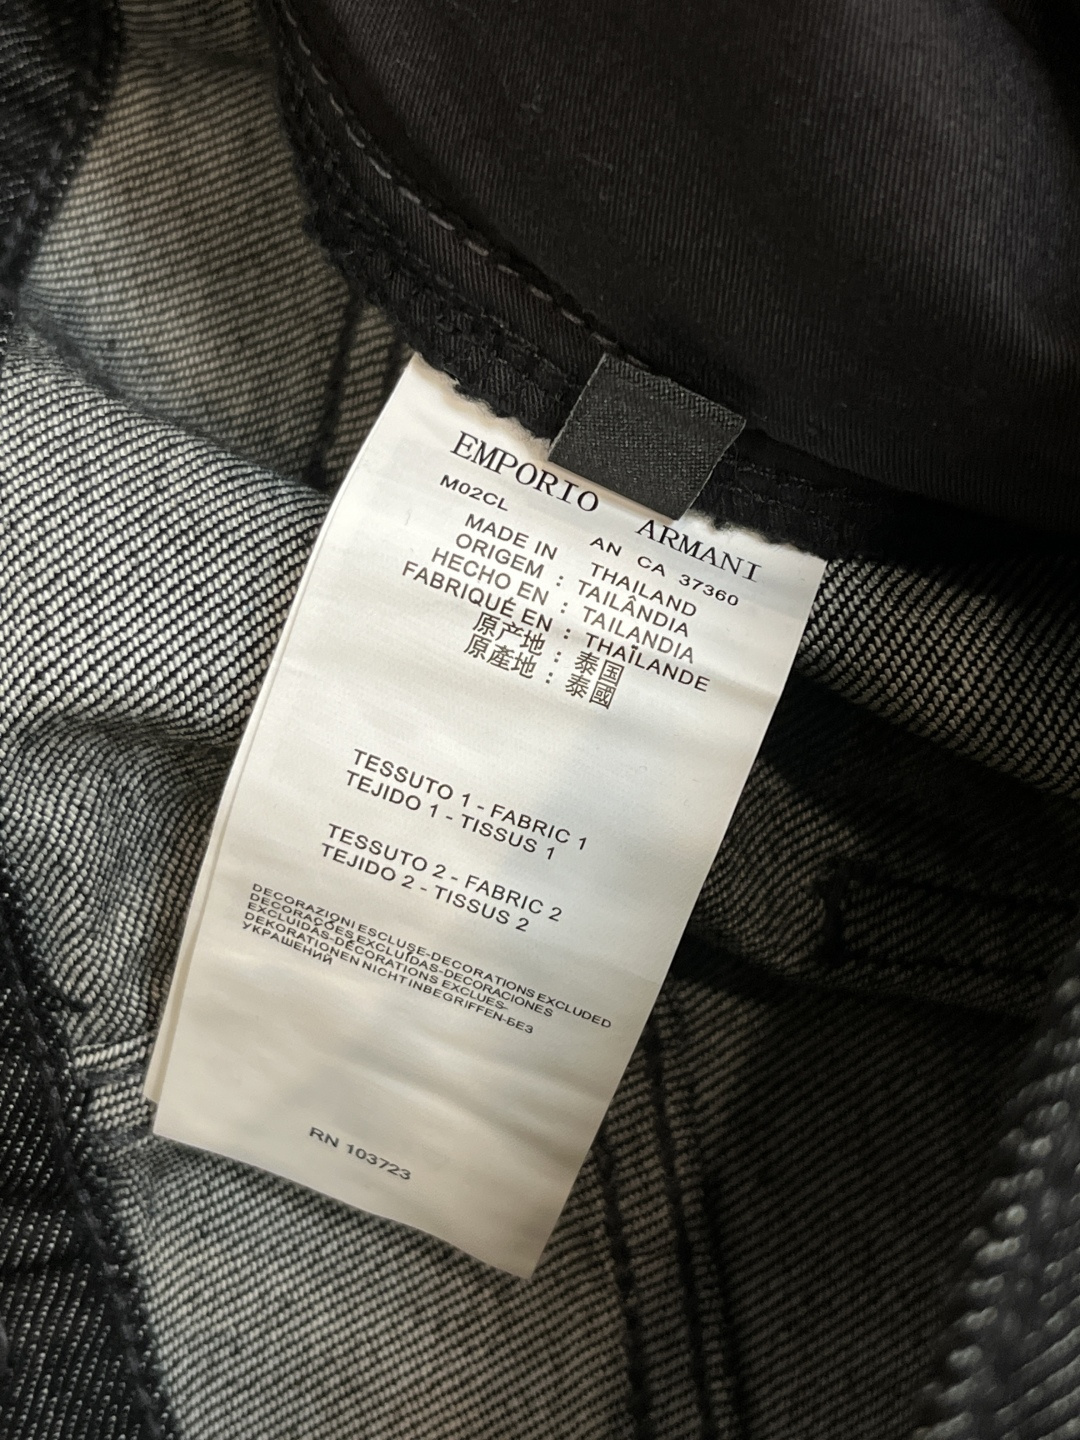 EMPORIO ARMANI
M02CL AN CA 37360
MADE IN THAILAND
ORIGEM : TAILÂNDIA
HECHO EN : TAILANDIA
FABRIQUÉ EN : THAÏLANDE
原产地 : 泰国
原產地 : 泰國
TESSUTO 1 - FABRIC 1
TEJIDO 1 - TISSUS 1
TESSUTO 2 - FABRIC 2
TEJIDO 2 - TISSUS 2
DECORAZIONI ESCLUSE-DECORATIONS EXCLUDED
DECORAÇÕES EXCLUÍDAS-DECORACIONES
EXCLUIDAS-DÉCORATIONS EXCLUES-
DEKORATIONEN NICHT INBEGRIFFEN-БЕЗ
УКРАШЕНИЙ
RN 103723